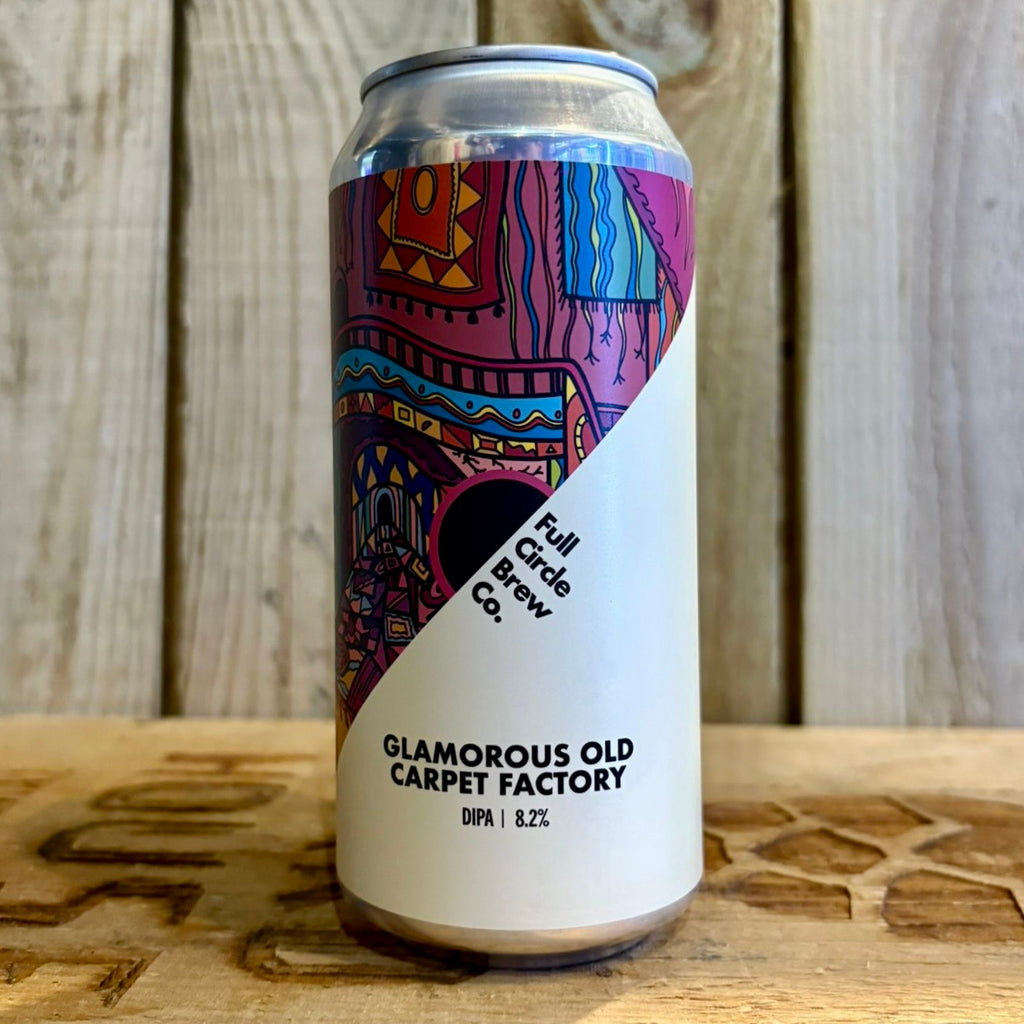 Full
Circle
Brew
Co.
GLAMOROUS OLD
CARPET FACTORY
DIPA | 8.2%